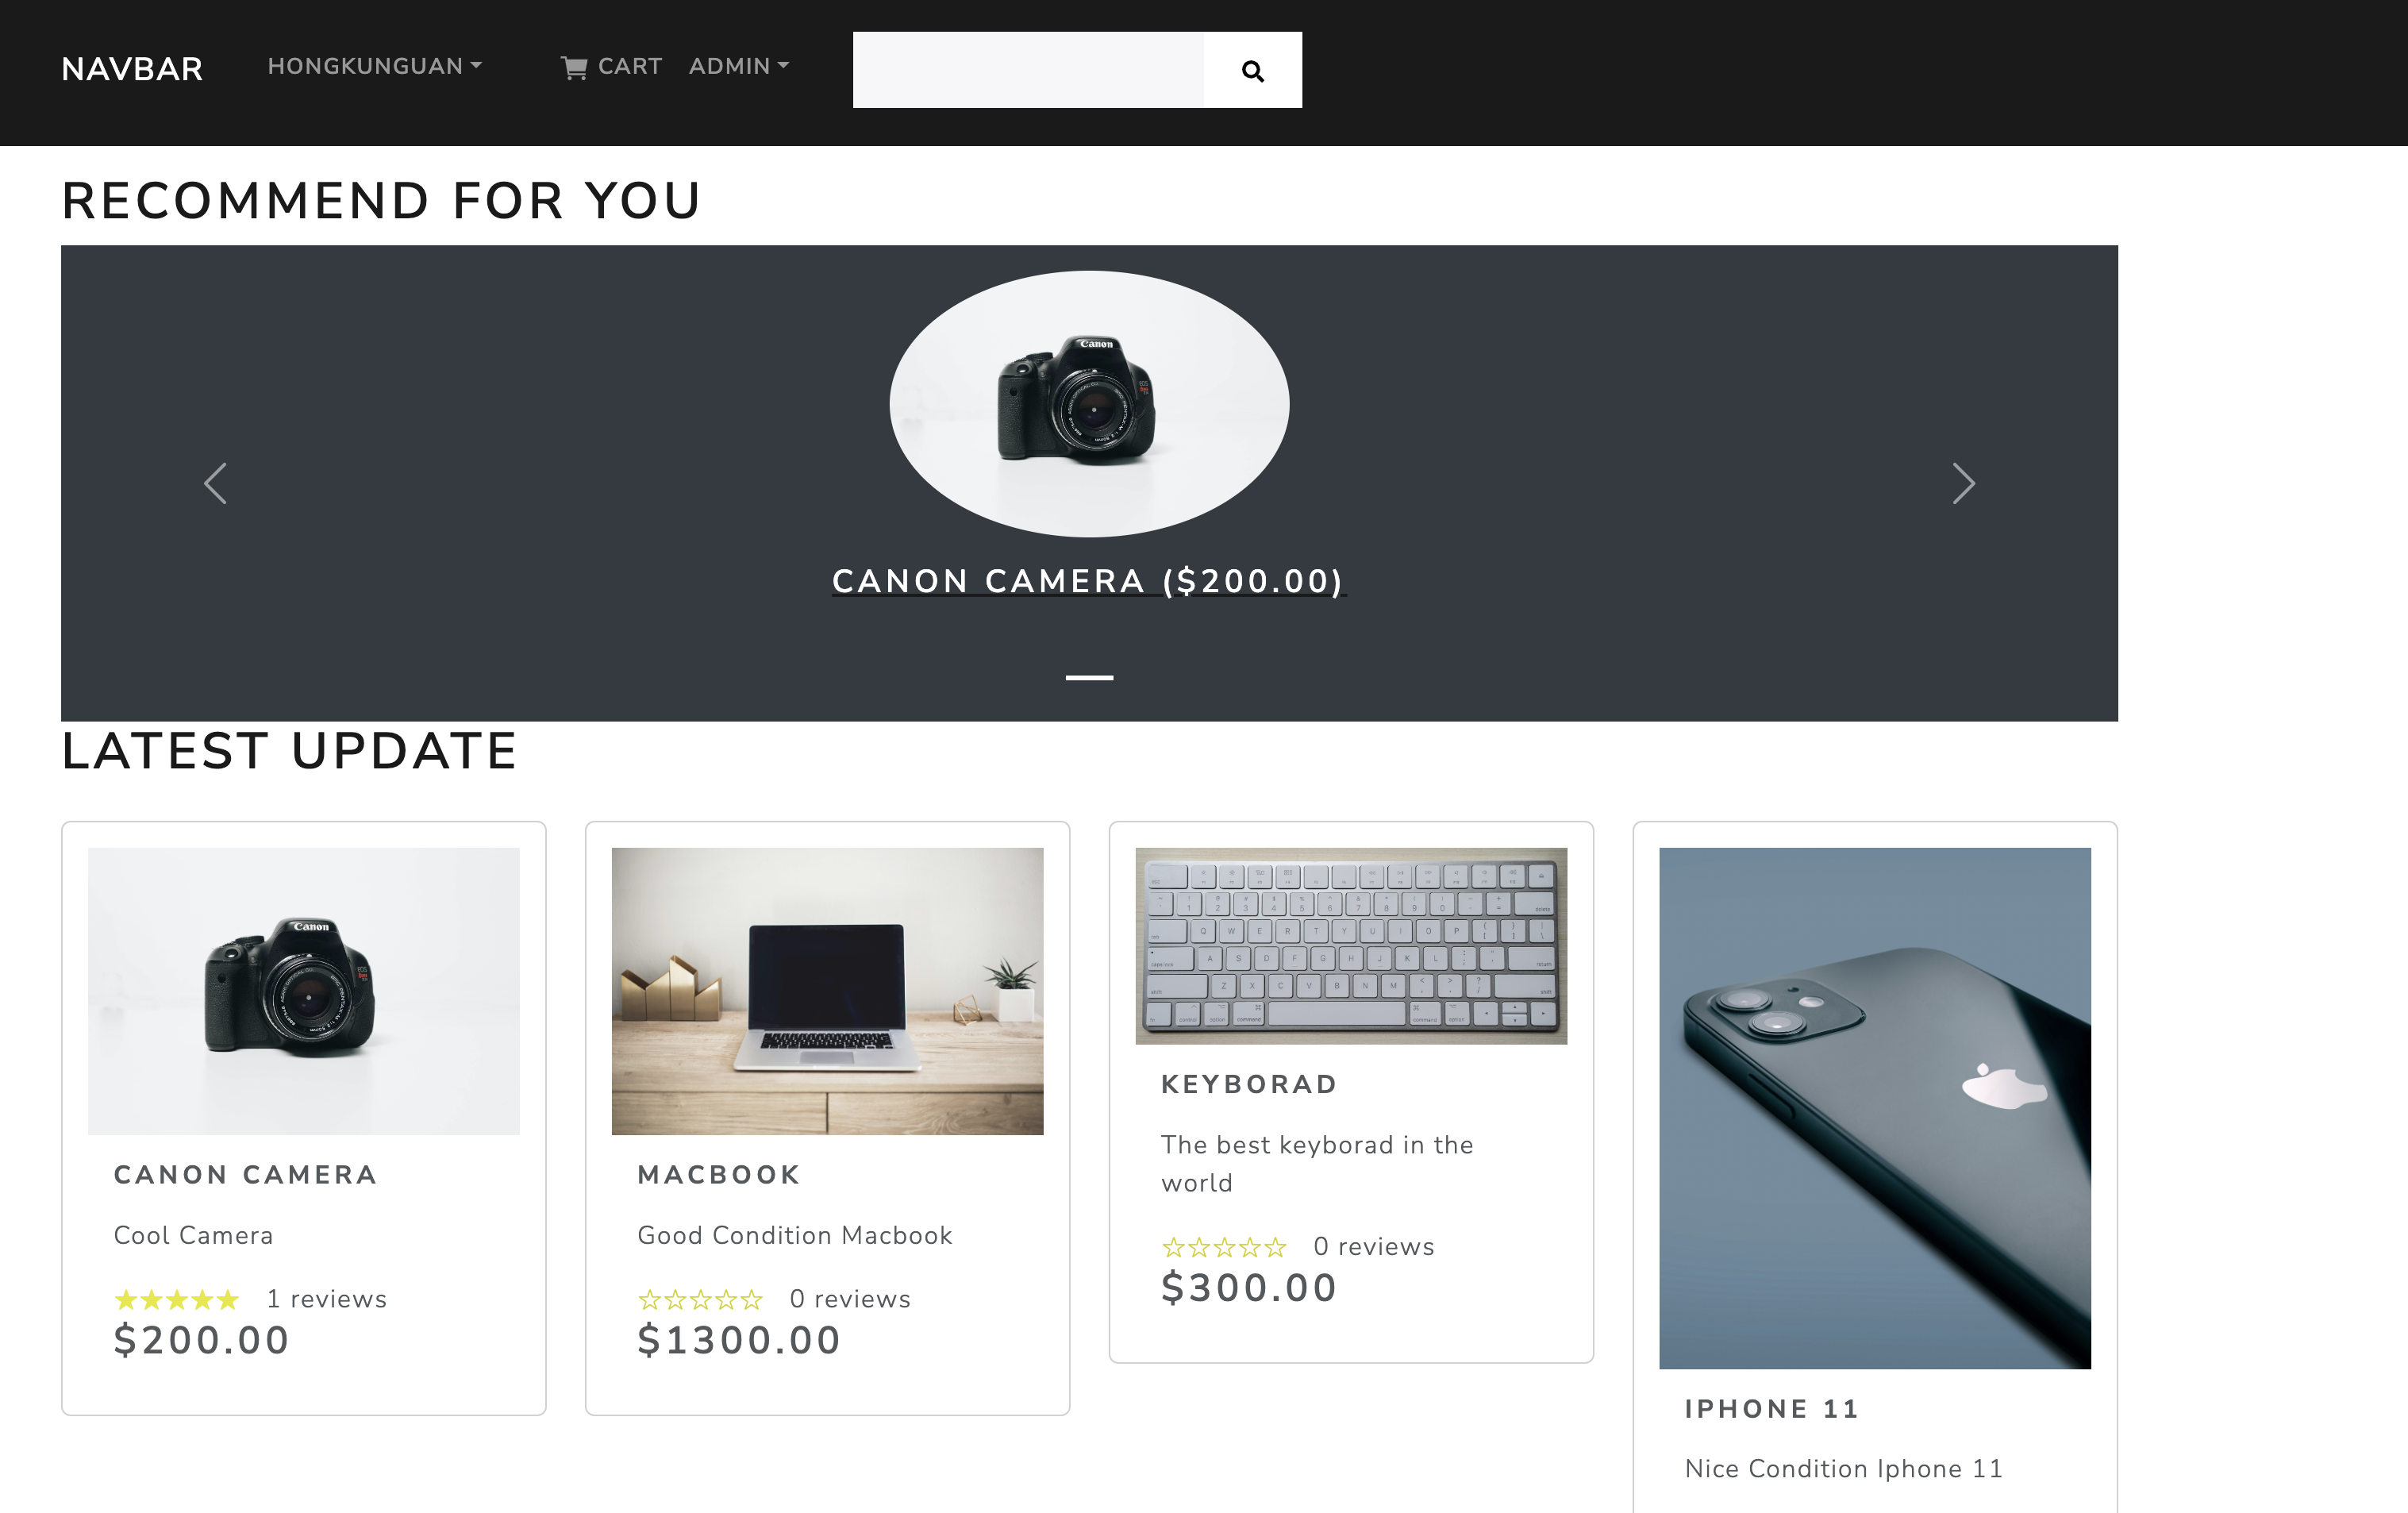 NAVBAR HONGKUNGUAN CART ADMIN
RECOMMEND FOR YOU
Canon
CANON CAMERA ($200.00)
LATEST UPDATE
Canon
CANON CAMERA
Cool Camera
1 reviews
$200.00
MACBOOK
Good Condition Macbook
0 reviews
$1300.00
KEYBORAD
The best keyborad in the
world
0 reviews
$300.00
IPHONE 11
Nice Condition Iphone 11